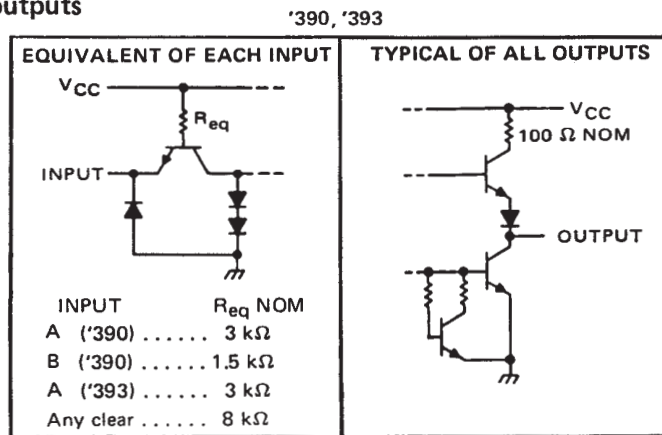 outputs
'390, '393
EQUIVALENT OF EACH INPUT
VCC
Req
INPUT
INPUT Req NOM
A ('390) ...... 3 kΩ
B ('390) ...... 1.5 kΩ
A ('393) ...... 3 kΩ
Any clear ...... 8 kΩ
TYPICAL OF ALL OUTPUTS
VCC
100 Ω NOM
OUTPUT